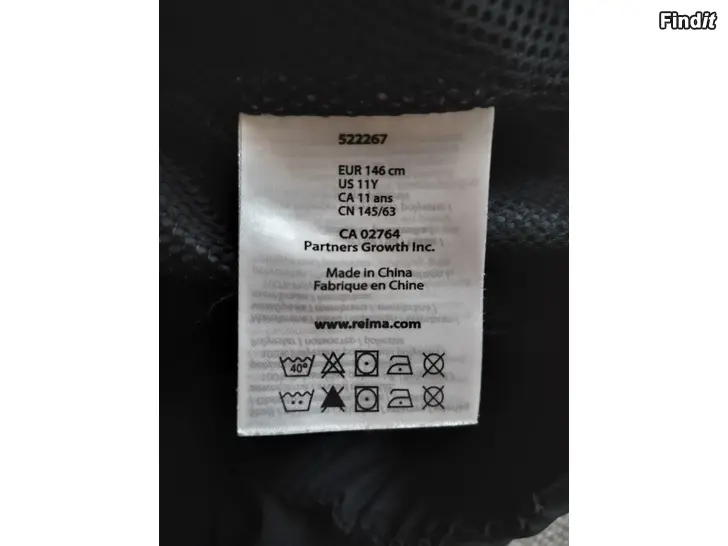 Findit
522267
EUR 146 cm
US 11Y
CA 11 ans
CN 145/63
CA 02764
Partners Growth Inc.
Made in China
Fabrique en Chine
www.reima.com
40°